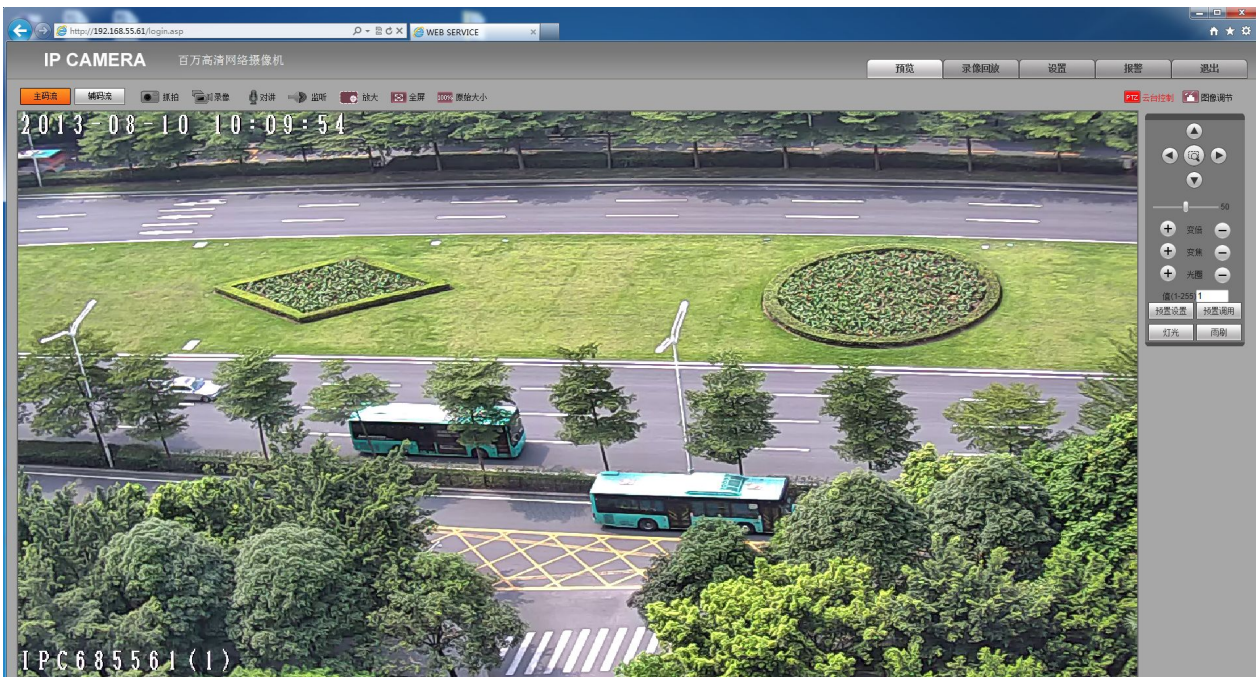 http://192.168.55.61/login.asp
WEB SERVICE
IP CAMERA
百万高清网络摄像机
预览
录像回放
设置
报警
退出
主码流
辅码流
抓拍
录像
对讲
监听
放大
全屏
100%
原始大小
PTZ
云台控制
图像调节
2013-08-10 10:09:54
50
变倍
变焦
光圈
值(1-255)
1
预置设置
预置调用
灯光
雨刷
IPC685561(1)